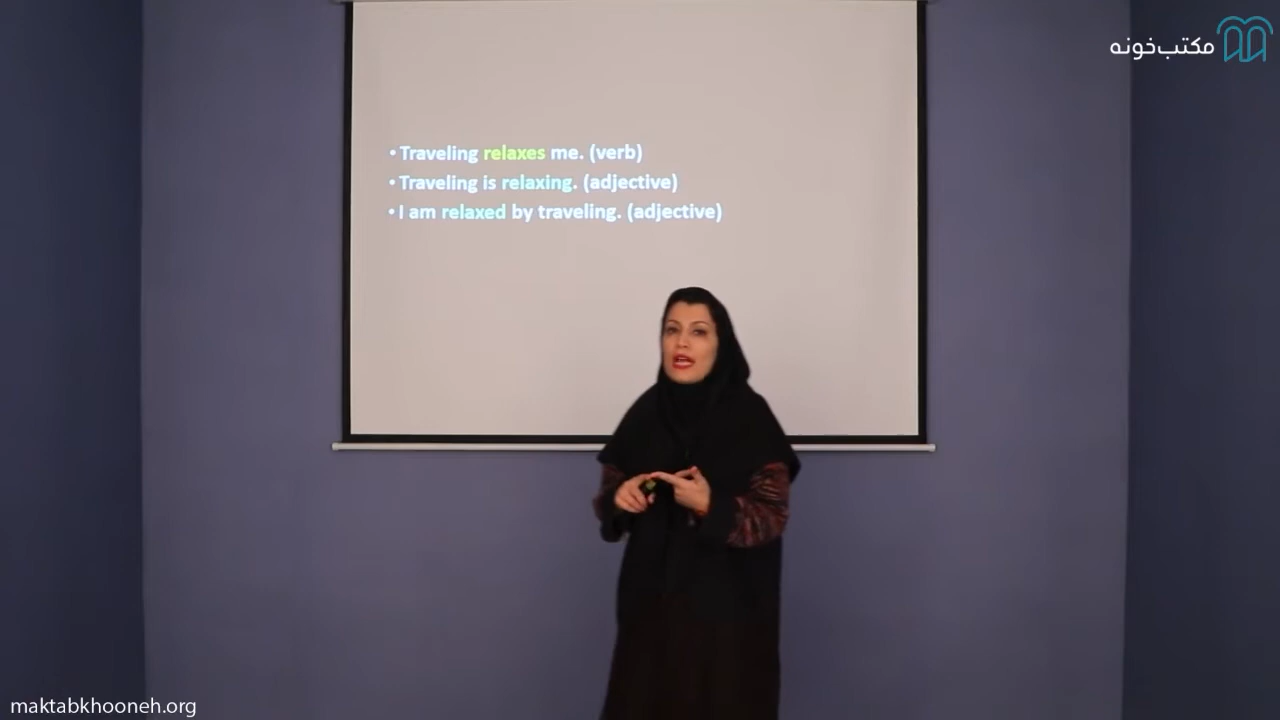 مکتب‌خونه
• Traveling relaxes me. (verb)
• Traveling is relaxing. (adjective)
• I am relaxed by traveling. (adjective)
maktabkhooneh.org